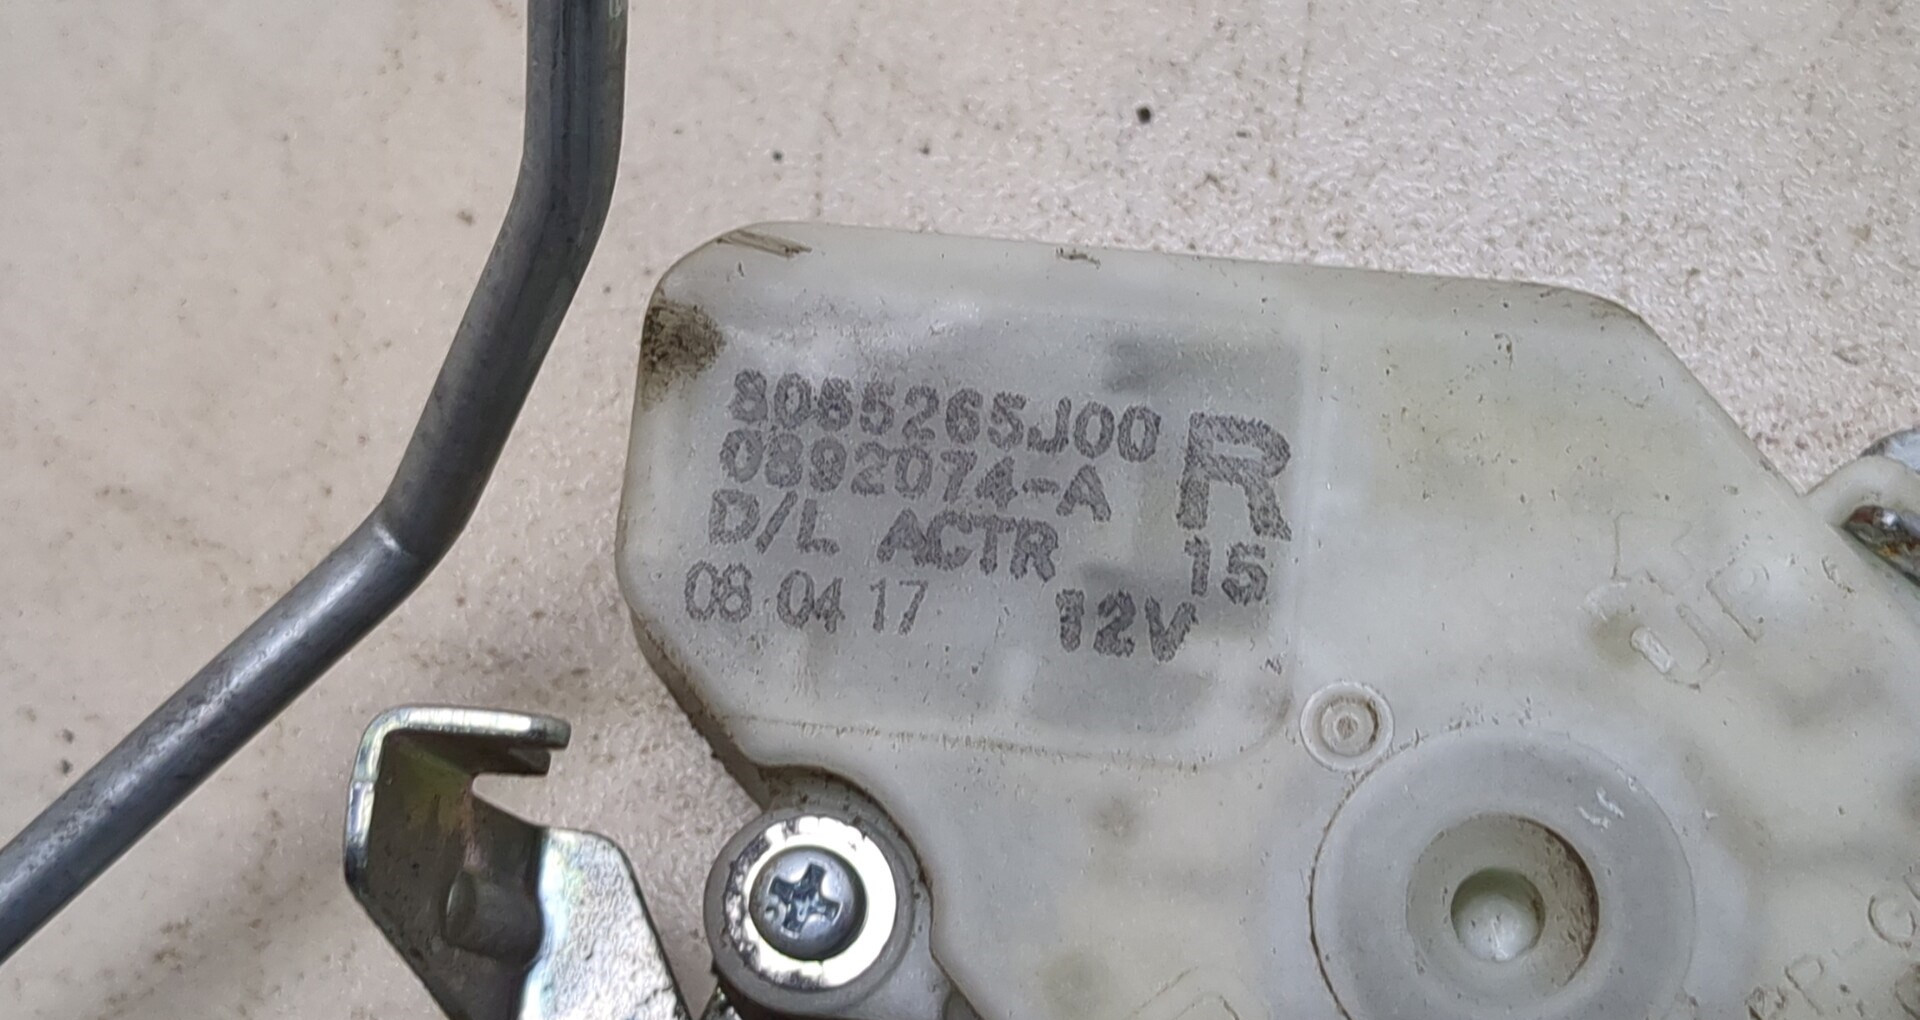 8065265J00
0892074-A R
D/L ACTR 15
08 04 17 12V